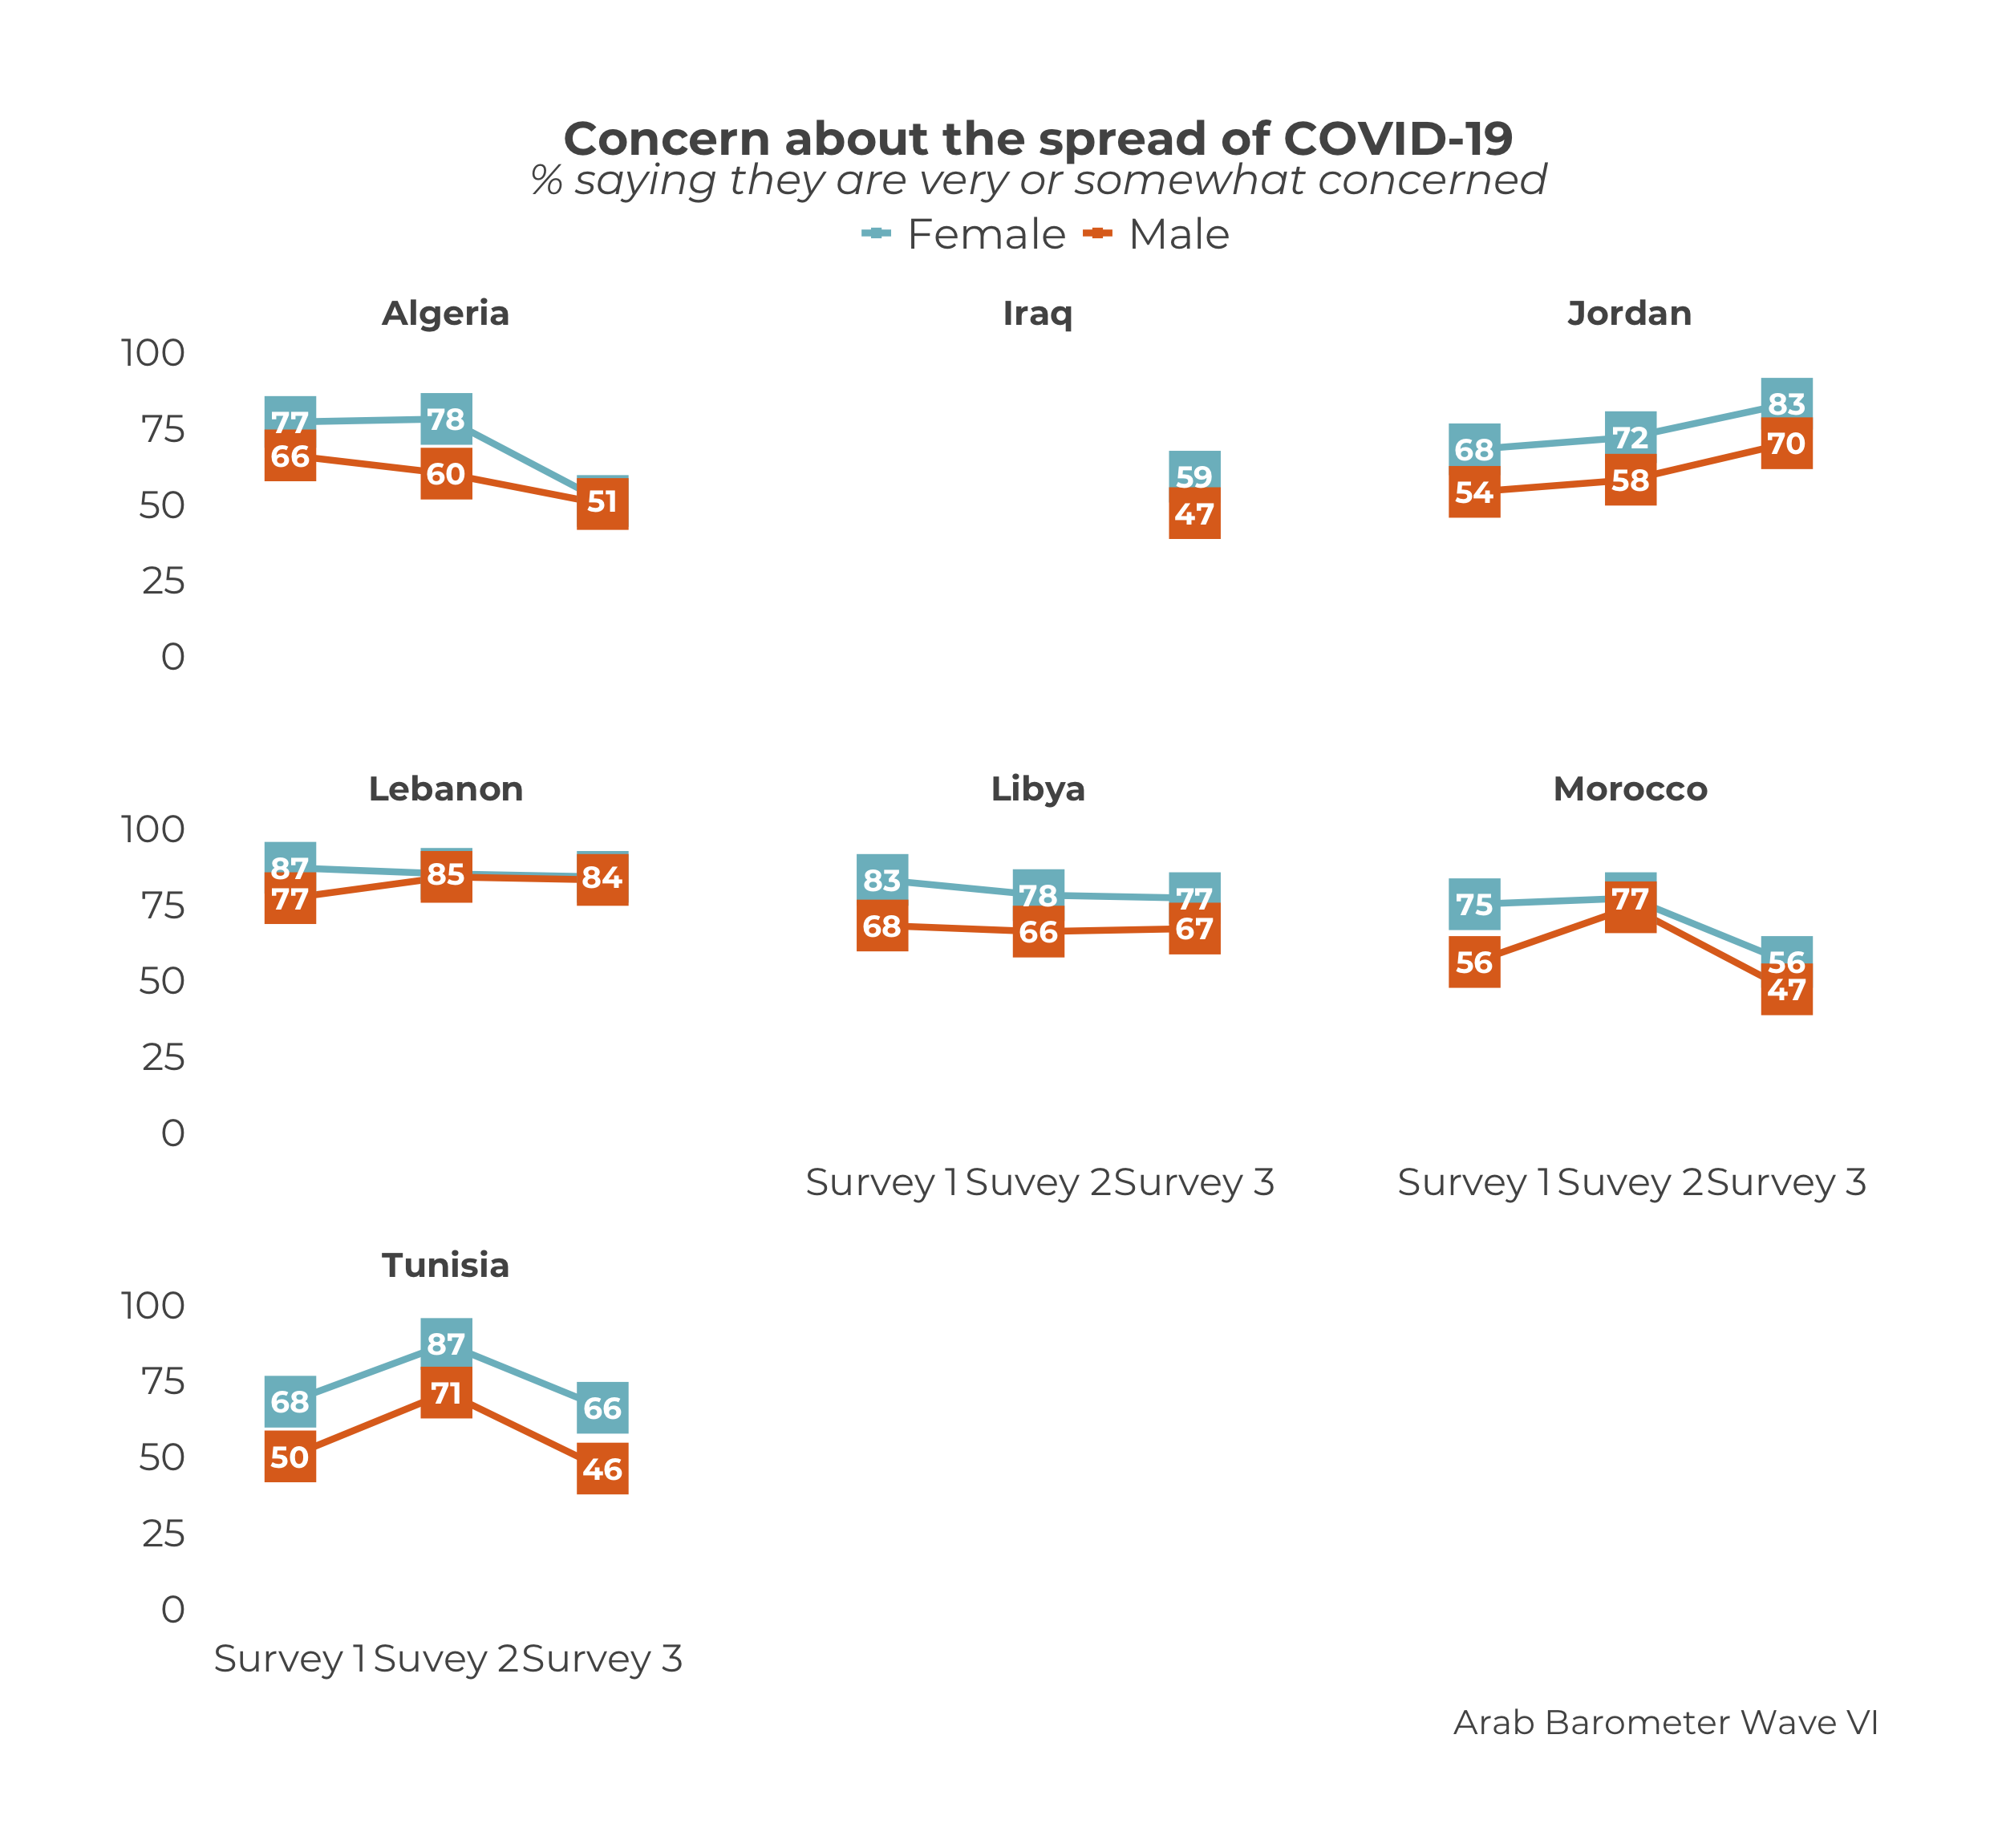 Concern about the spread of COVID-19
% saying they are very or somewhat concerned
Female Male
Algeria
100
75
50
25
0
77 78
66 60 51
Iraq
59
47
Jordan
68 72 83
54 58 70
Lebanon
100
75
50
25
0
87 85 84
77
Libya
83 78 77
68 66 67
Survey 1 Suvey 2 Survey 3
Morocco
75 77 56
56 47
Survey 1 Suvey 2 Survey 3
Tunisia
100
75
50
25
0
68 87 66
50 71 46
Survey 1 Suvey 2 Survey 3
Arab Barometer Wave VI